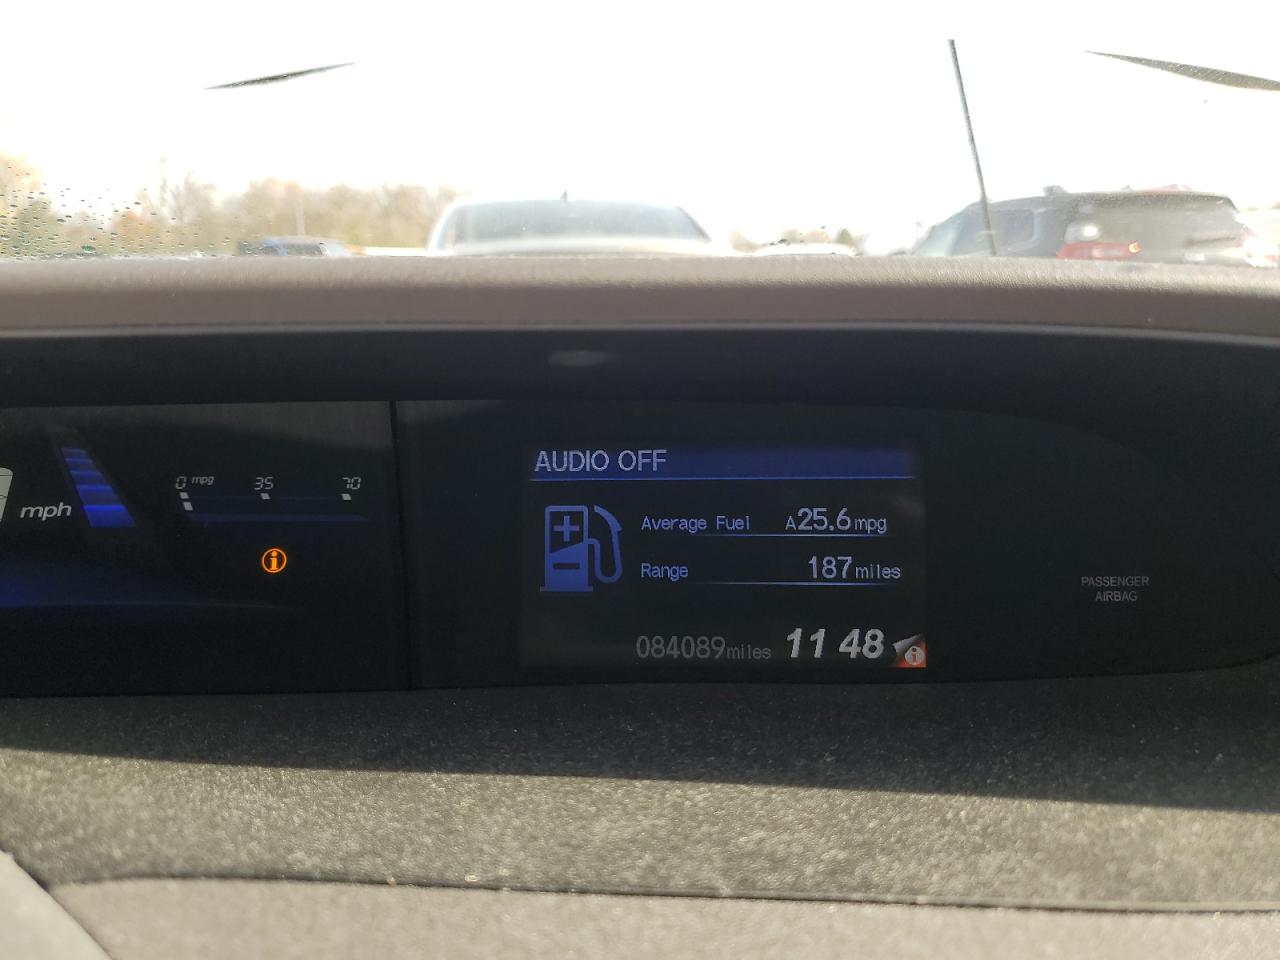 mph
0 mpg 35 70
AUDIO OFF
Average Fuel A25.6mpg
Range 187miles
084089miles 11 48
PASSENGER
AIRBAG